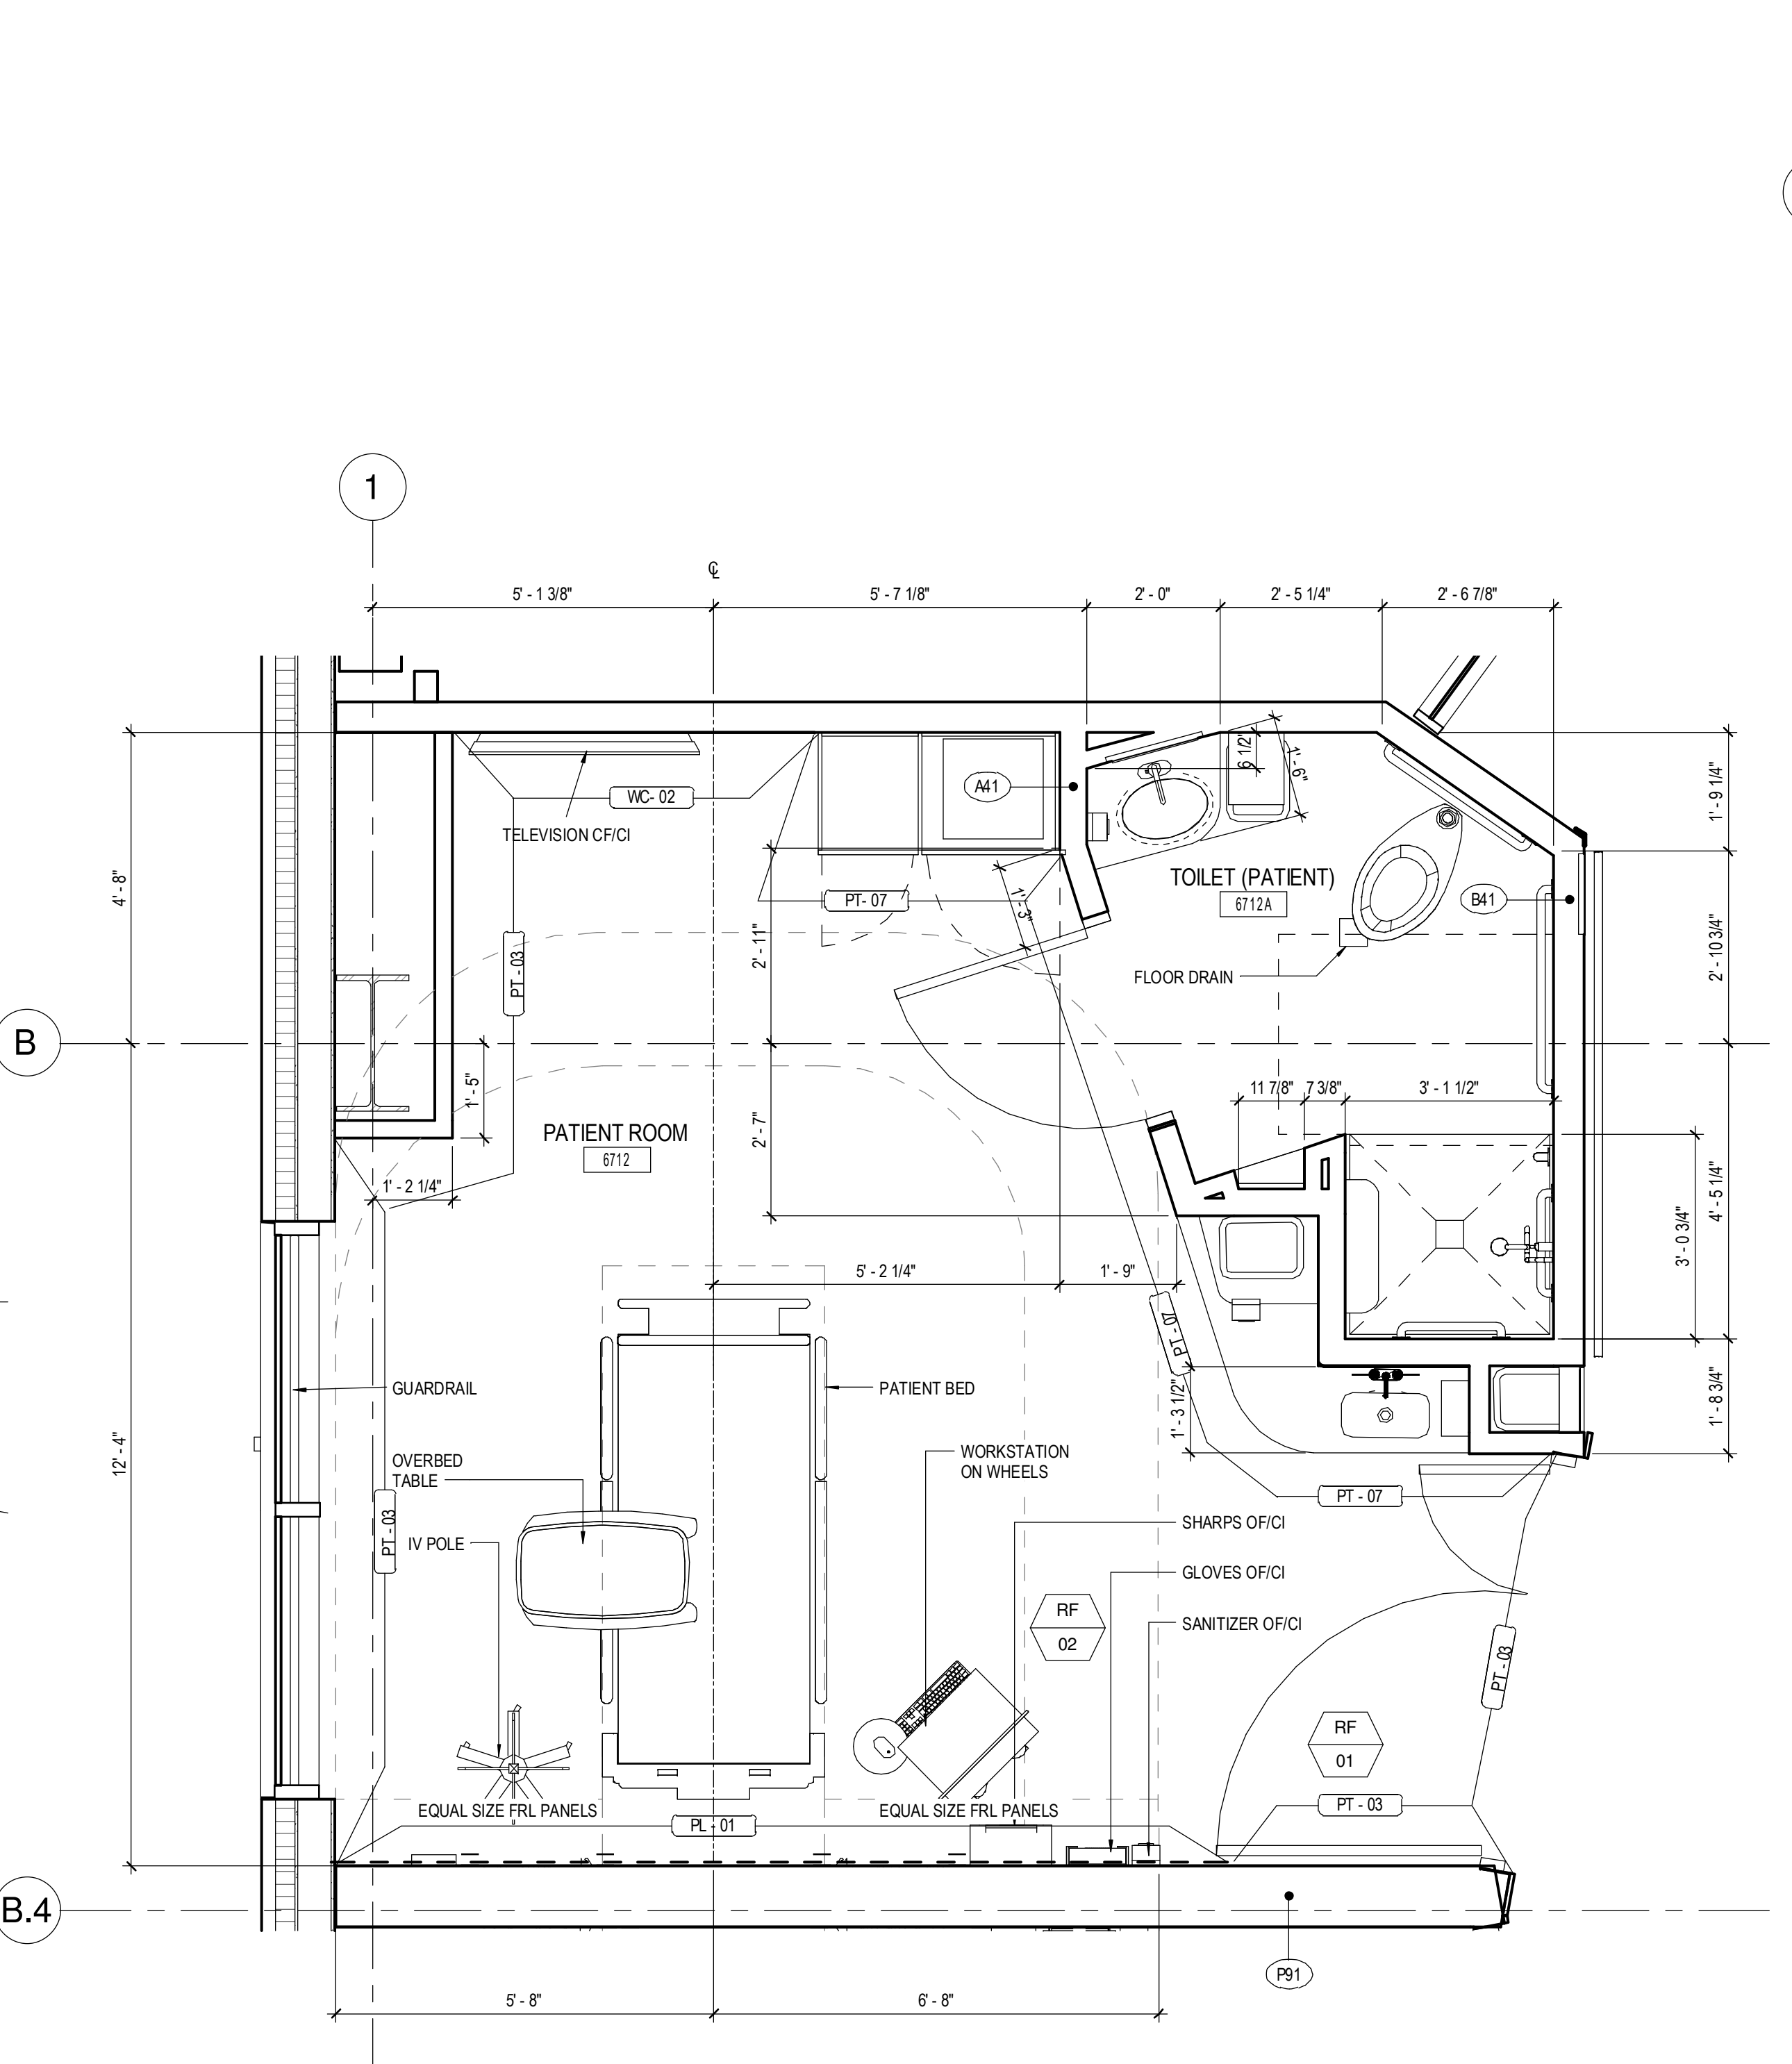 1
℄
5' - 1 3/8"
5' - 7 1/8"
2' - 0"
2' - 5 1/4"
2' - 6 7/8"
6 1/2"
1' - 6"
A41
WC- 02
TELEVISION CF/CI
1' - 9 1/4"
4' - 8"
TOILET (PATIENT)
6712A
B41
PT- 07
1' - 3"
2' - 11"
PT - 03
FLOOR DRAIN
2' - 10 3/4"
B
1' - 5"
11 7/8"
7 3/8"
3' - 1 1/2"
PATIENT ROOM
6712
2' - 7"
1' - 2 1/4"
4' - 5 1/4"
3' - 0 3/4"
5' - 2 1/4"
1' - 9"
PT - 07
GUARDRAIL
PATIENT BED
1' - 3 1/2"
1' - 8 3/4"
12' - 4"
OVERBED
TABLE
WORKSTATION
ON WHEELS
PT - 07
PT - 03
IV POLE
SHARPS OF/CI
GLOVES OF/CI
RF
02
SANITIZER OF/CI
PT - 03
RF
01
EQUAL SIZE FRL PANELS
EQUAL SIZE FRL PANELS
PL - 01
PT - 03
B.4
P91
5' - 8"
6' - 8"